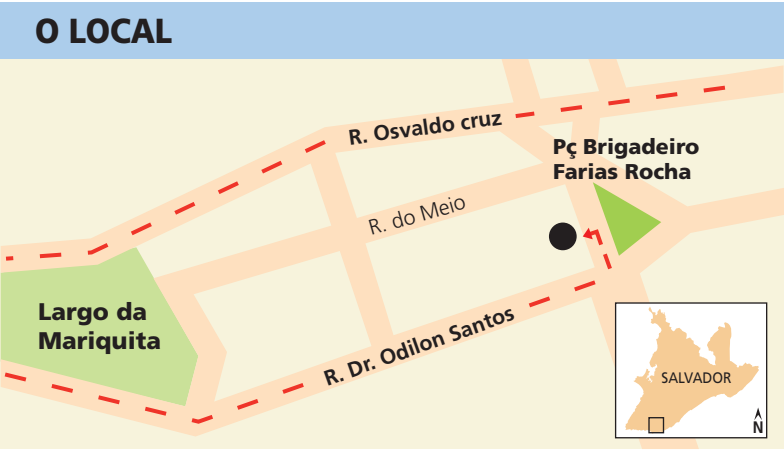 O LOCAL
R. Osvaldo cruz
Pç Brigadeiro
Farias Rocha
R. do Meio
Largo da
Mariquita
R. Dr. Odilon Santos
SALVADOR
N